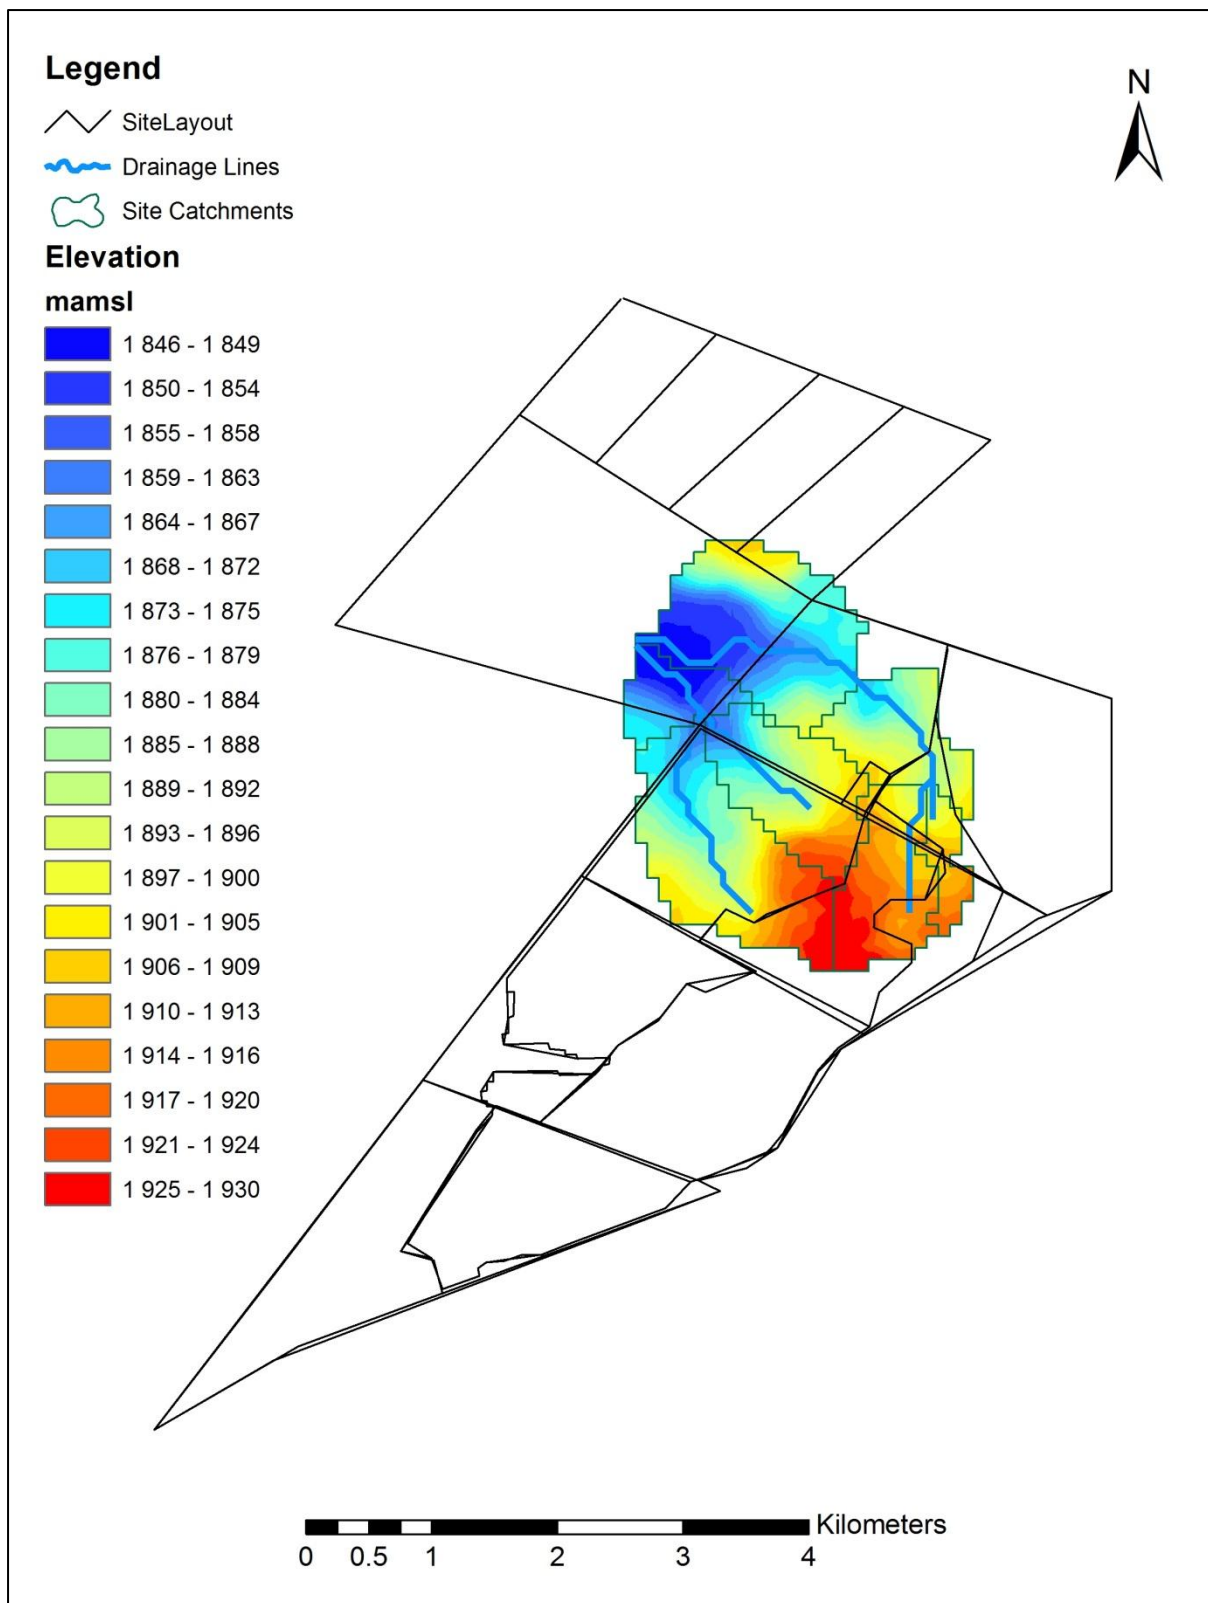 Legend
N
SiteLayout
Drainage Lines
Site Catchments
Elevation
mamsl
1 846 - 1 849
1 850 - 1 854
1 855 - 1 858
1 859 - 1 863
1 864 - 1 867
1 868 - 1 872
1 873 - 1 875
1 876 - 1 879
1 880 - 1 884
1 885 - 1 888
1 889 - 1 892
1 893 - 1 896
1 897 - 1 900
1 901 - 1 905
1 906 - 1 909
1 910 - 1 913
1 914 - 1 916
1 917 - 1 920
1 921 - 1 924
1 925 - 1 930
Kilometers
0 0.5 1 2 3 4